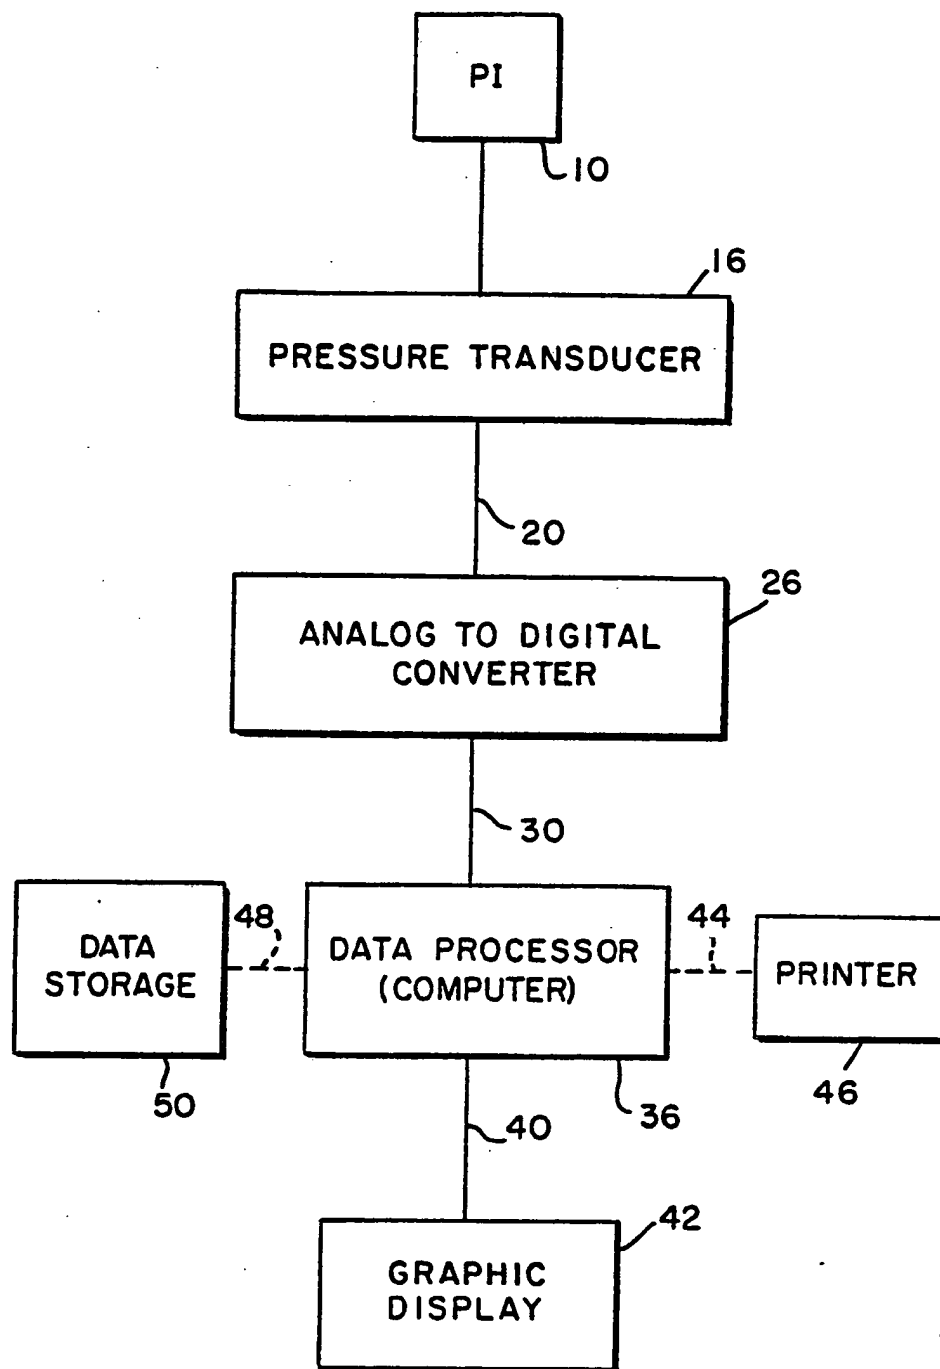 PI
10
16
PRESSURE TRANSDUCER
20
26
ANALOG TO DIGITAL
CONVERTER
30
48
44
DATA
STORAGE
DATA PROCESSOR
(COMPUTER)
PRINTER
50
36
46
40
42
GRAPHIC
DISPLAY